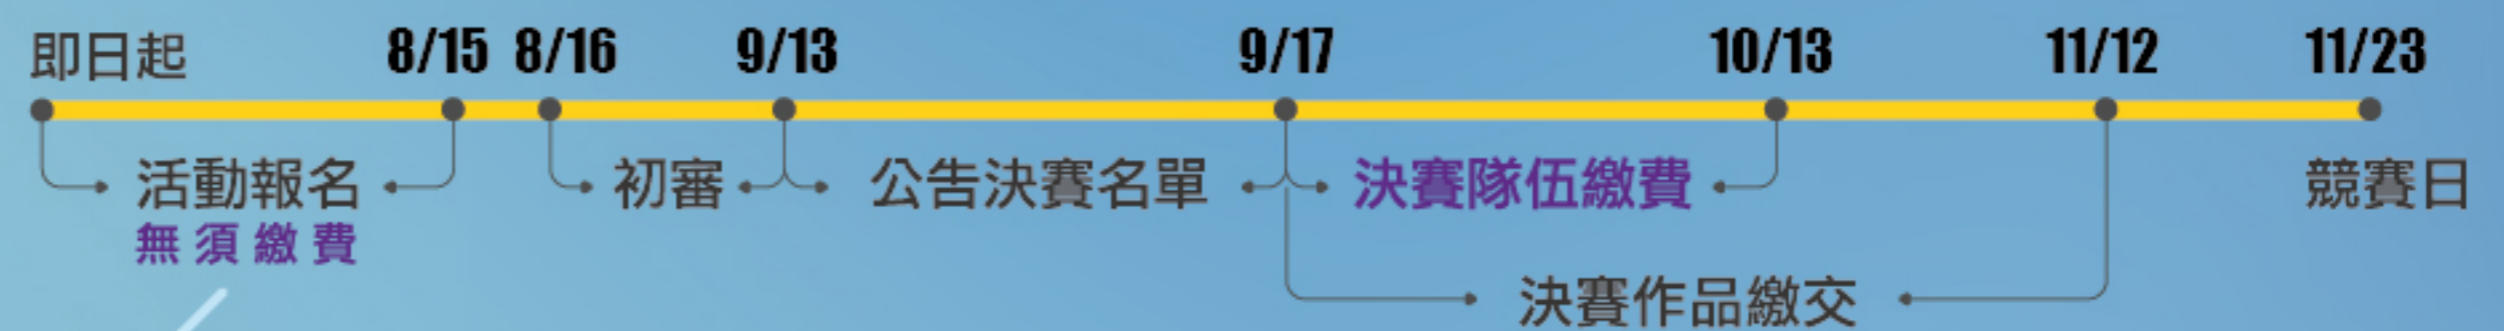 即日起 8/15 8/16 9/13 9/17 10/13 11/12 11/23
活動報名 初審 公告決賽名單 決賽隊伍繳費 競賽日
無須繳費
決賽作品繳交